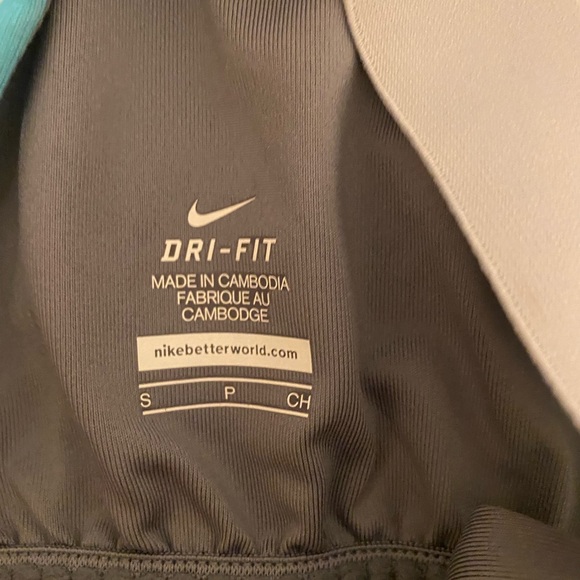 DRI-FIT
MADE IN CAMBODIA
FABRIQUE AU
CAMBODGE
nikebetterworld.com
S P CH